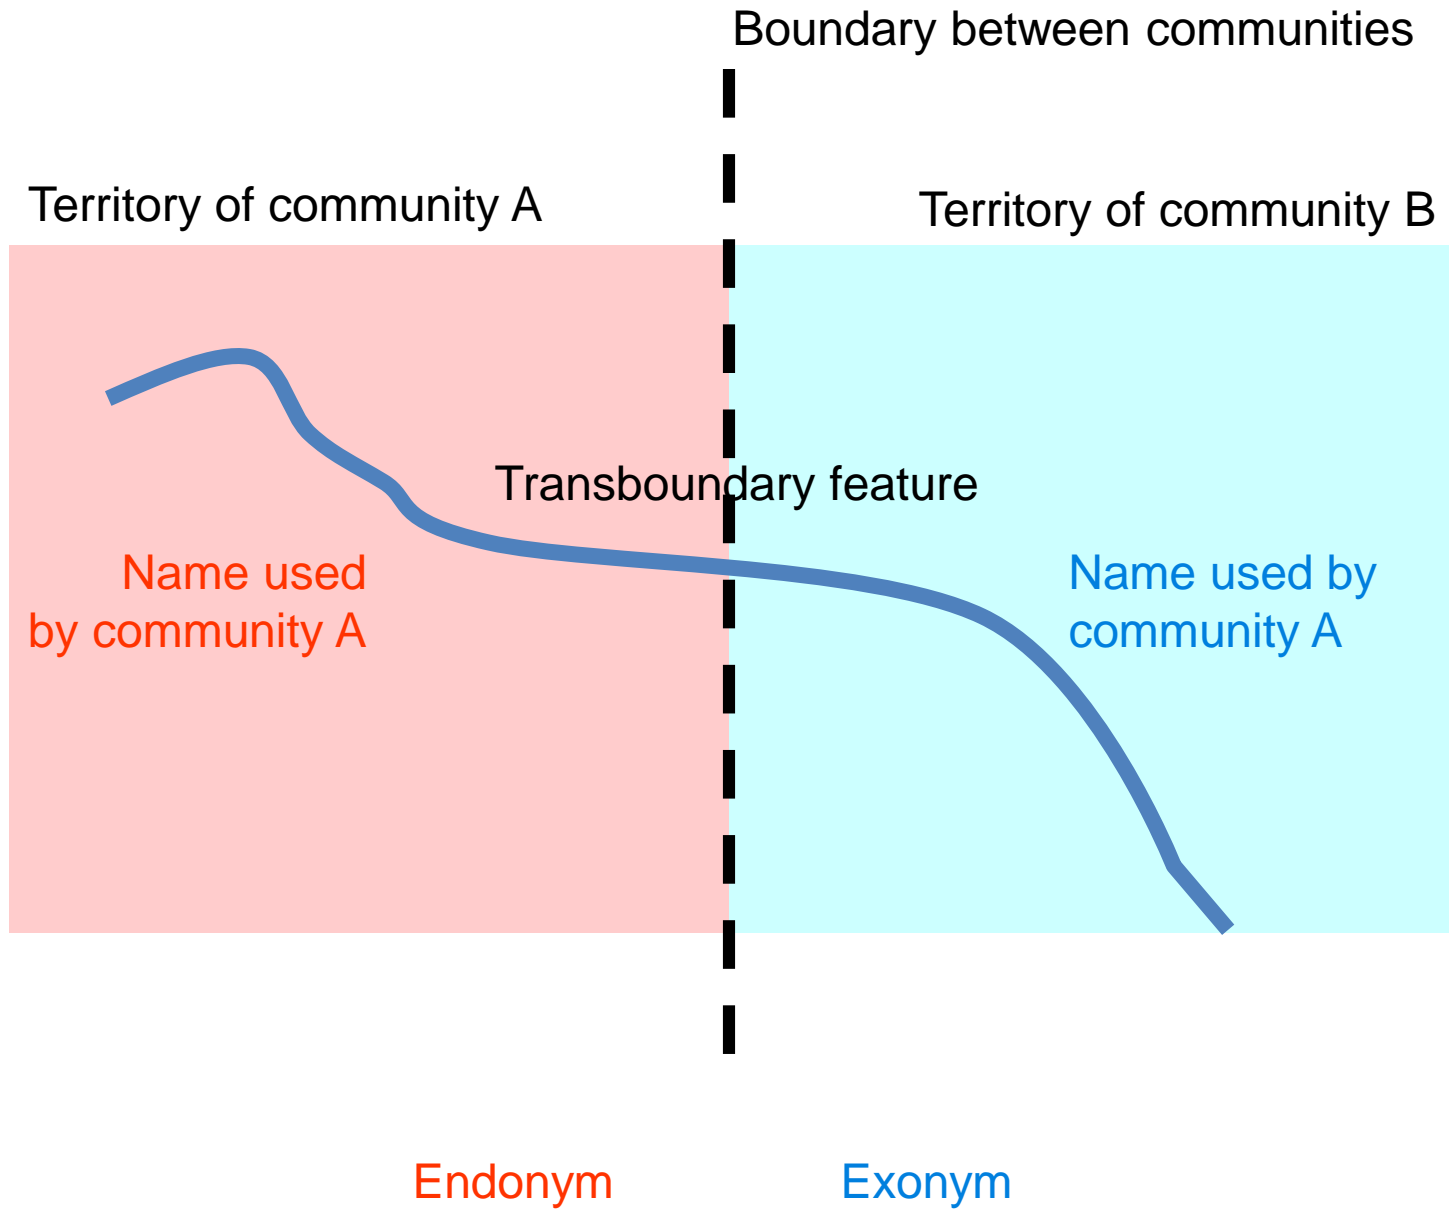 Boundary between communities
Territory of community A
Territory of community B
Transboundary feature
Name used
by community A
Name used by
community A
Endonym
Exonym